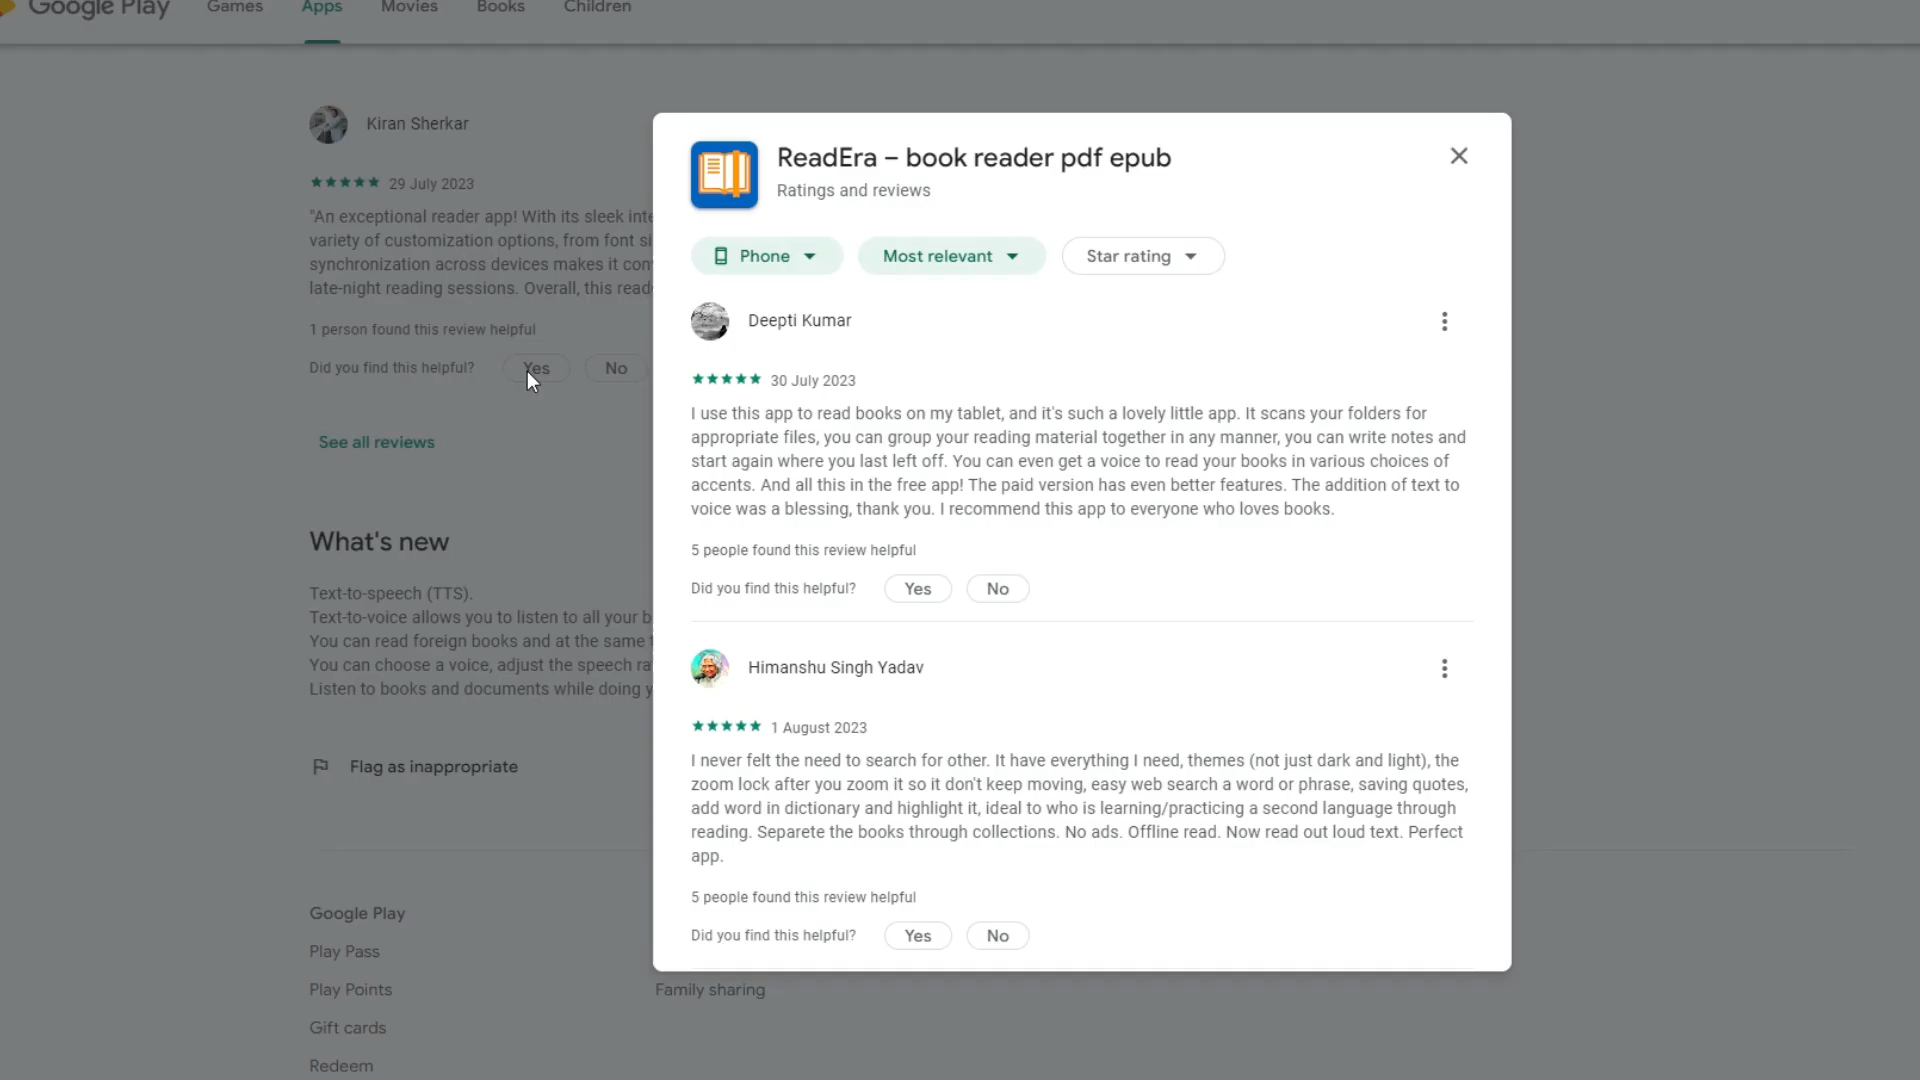 Google Play Games Apps Movies Books Children
Kiran Sherkar
29 July 2023
"An exceptional reader app! With its sleek inte
variety of customization options, from font si
synchronization across devices makes it con
late-night reading sessions. Overall, this read
1 person found this review helpful
Did you find this helpful? Yes No
See all reviews
What's new
Text-to-speech (TTS).
Text-to-voice allows you to listen to all your b
You can read foreign books and at the same t
You can choose a voice, adjust the speech ra
Listen to books and documents while doing y
Flag as inappropriate
Google Play
Play Pass
Play Points
Gift cards
Redeem
Family sharing
ReadEra – book reader pdf epub
Ratings and reviews
Phone Most relevant Star rating
Deepti Kumar
30 July 2023
I use this app to read books on my tablet, and it's such a lovely little app. It scans your folders for
appropriate files, you can group your reading material together in any manner, you can write notes and
start again where you last left off. You can even get a voice to read your books in various choices of
accents. And all this in the free app! The paid version has even better features. The addition of text to
voice was a blessing, thank you. I recommend this app to everyone who loves books.
5 people found this review helpful
Did you find this helpful? Yes No
Himanshu Singh Yadav
1 August 2023
I never felt the need to search for other. It have everything I need, themes (not just dark and light), the
zoom lock after you zoom it so it don't keep moving, easy web search a word or phrase, saving quotes,
add word in dictionary and highlight it, ideal to who is learning/practicing a second language through
reading. Separete the books through collections. No ads. Offline read. Now read out loud text. Perfect
app.
5 people found this review helpful
Did you find this helpful? Yes No